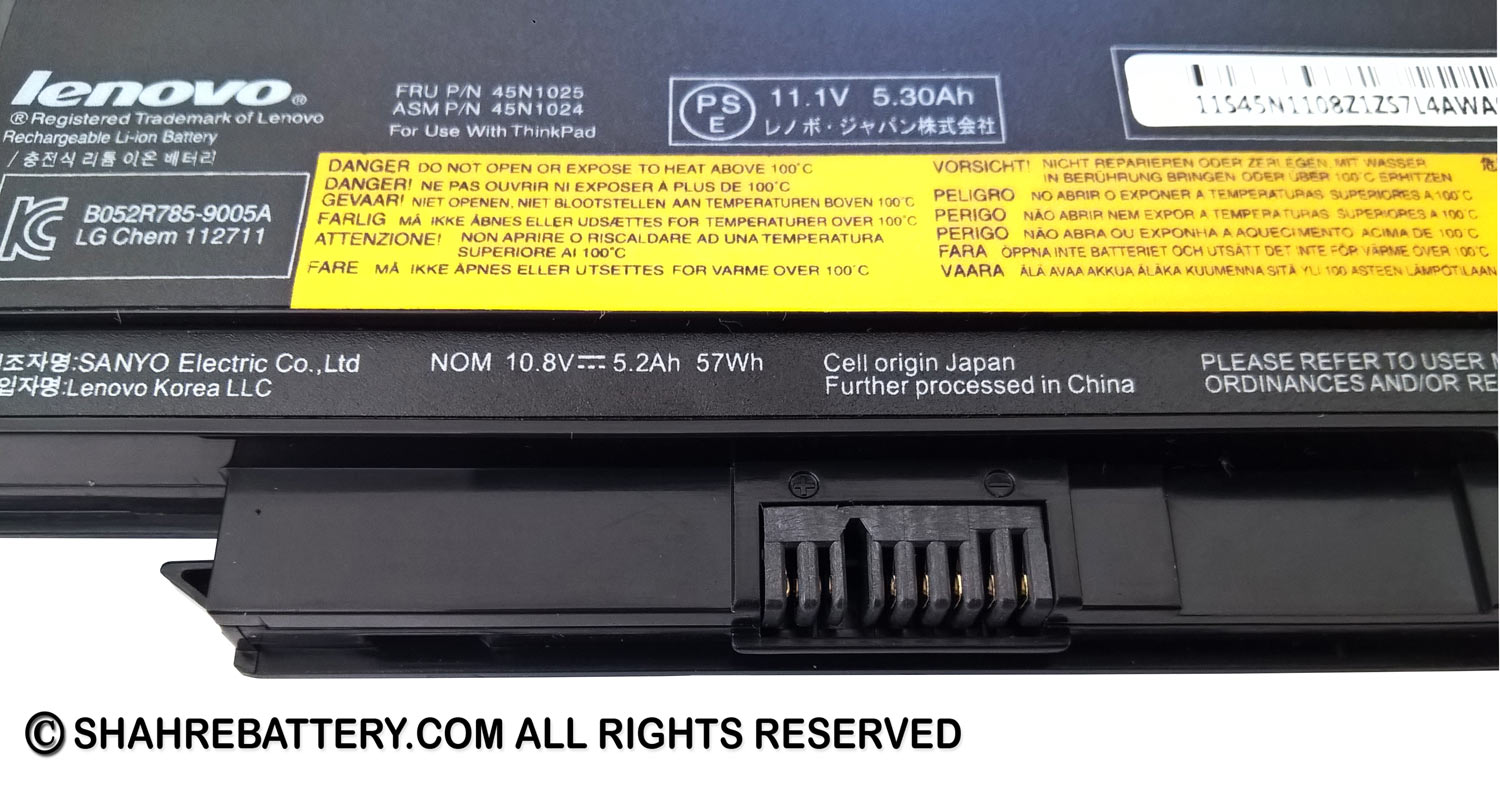 lenovo®
® Registered Trademark of Lenovo
Rechargeable Li-ion Battery
/ 충전식 리튬 이온 배터리
B052R785-9005A
LG Chem 112711
FRU P/N 45N1025
ASM P/N 45N1024
For Use With ThinkPad
PS
E
11.1V 5.30Ah
レノボ・ジャパン株式会社
11S45N1108Z1ZS7L4AWA
DANGER DO NOT OPEN OR EXPOSE TO HEAT ABOVE 100°C
DANGER! NE PAS OUVRIR NI EXPOSER À PLUS DE 100°C
GEVAAR! NIET OPENEN, NIET BLOOTSTELLEN AAN TEMPERATUREN BOVEN 100°C
FARLIG MÅ IKKE ÅBNES ELLER UDSÆTTES FOR TEMPERATURER OVER 100°C
ATTENZIONE! NON APRIRE O RISCALDARE AD UNA TEMPERATURA
SUPERIORE AI 100°C
FARE MÅ IKKE ÅPNES ELLER UTSETTES FOR VARME OVER 100°C
VORSICHT! NICHT REPARIEREN ODER ZERLEGEN, MIT WASSER
IN BERÜHRUNG BRINGEN ODER ÜBER 100°C ERHITZEN
PELIGRO NO ABRIR O EXPONER A TEMPERATURAS SUPERIORES A 100°C
PERIGO NÃO ABRIR NEM EXPOR A TEMPERATURAS SUPERIORES A 100°C
PERIGO NÃO ABRA OU EXPONHA A AQUECIMENTO ACIMA DE 100°C
FARA ÖPPNA INTE BATTERIET OCH UTSÄTT DET INTE FÖR VÄRME OVER 100°C
VAARA ÄLÄ AVAA AKKUA ÄLÄKÄ KUUMENNA SITÄ YLI 100 ASTEEN LÄMPÖTILAAN
危
조자명:SANYO Electric Co.,Ltd
입자명:Lenovo Korea LLC
NOM 10.8V⎓ 5.2Ah 57Wh
Cell origin Japan
Further processed in China
PLEASE REFER TO USER
ORDINANCES AND/OR RE
+ −
© SHAHREBATTERY.COM ALL RIGHTS RESERVED